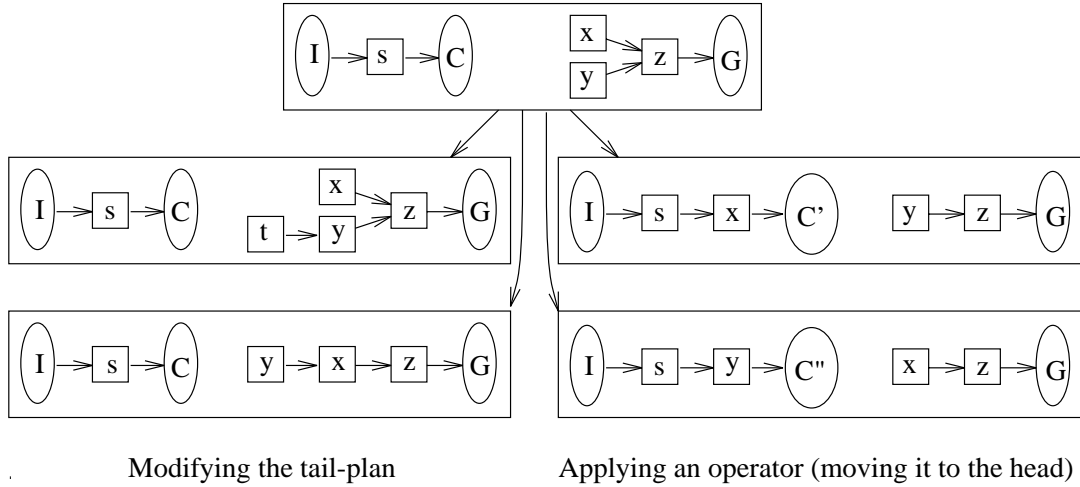 I s C x y z G
I s C x t y z G
I s x C' y z G
I s C y x z G
I s y C" x z G
. Modifying the tail-plan
Applying an operator (moving it to the head)